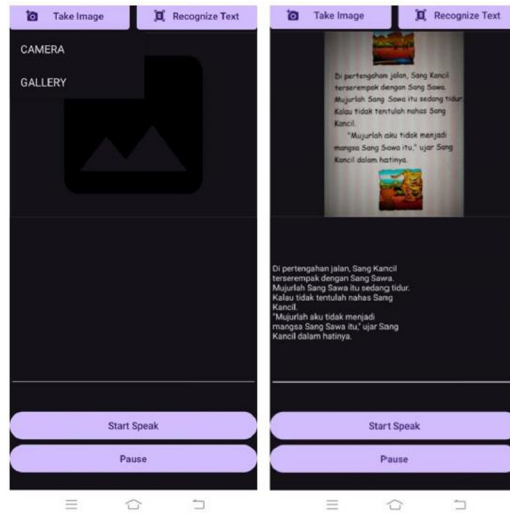 Take Image
Recognize Text
CAMERA
GALLERY
Start Speak
Pause
Take Image
Recognize Text
Di pertengahan jalan, Sang Kancil
terserempak dengan Sang Sawa.
Mujurlah Sang Sawa itu sedang tidur
Kalau tidak tentulah nahas Sang
Kancil.
"Mujurlah aku tidak menjadi
mangsa Sang Sawa itu," ujar Sang
Kancil dalam hatinya.
Di pertengahan jalan, Sang Kancil
terserempak dengan Sang Sawa.
Mujurlah Sang Sawa itu sedang tidur.
Kalau tidak tentulah nahas Sang
Kancil.
"Mujurlah aku tidak menjadi
mangsa Sang Sawa itu," ujar Sang
Kancil dalam hatinya.
Start Speak
Pause